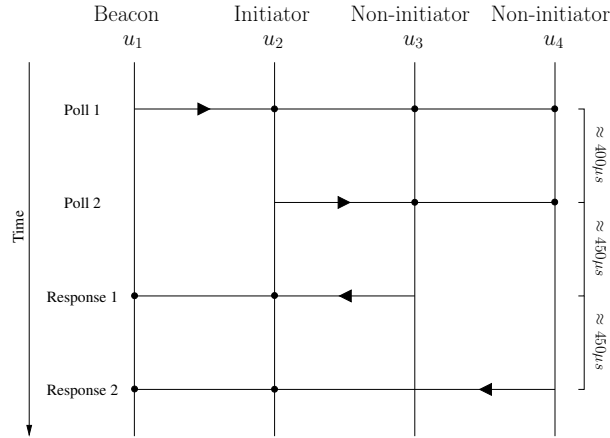 Beacon Initiator Non-initiator Non-initiator
u₁ u₂ u₃ u₄
Poll 1
≈ 400μs
Poll 2
≈ 450μs
Time
Response 1
≈ 450μs
Response 2